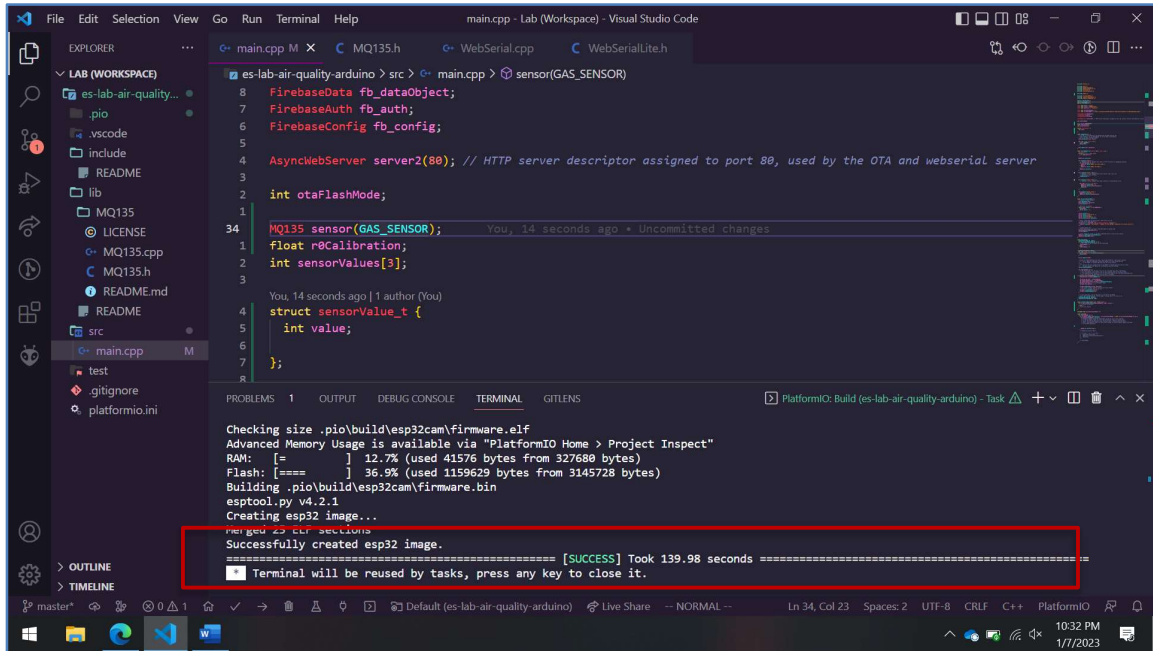 File Edit Selection View Go Run Terminal Help
main.cpp - Lab (Workspace) - Visual Studio Code
EXPLORER
main.cpp M
MQ135.h
WebSerial.cpp
WebSerialLite.h
LAB (WORKSPACE)
es-lab-air-quality...
.pio
.vscode
include
README
lib
MQ135
LICENSE
MQ135.cpp
MQ135.h
README.md
README
src
main.cpp M
test
.gitignore
platformio.ini
OUTLINE
TIMELINE
1
es-lab-air-quality-arduino > src > main.cpp > sensor(GAS_SENSOR)
8 FirebaseData fb_dataObject;
7 FirebaseAuth fb_auth;
6 FirebaseConfig fb_config;
5
4 AsyncWebServer server2(80); // HTTP server descriptor assigned to port 80, used by the OTA and webserial server
3
2 int otaFlashMode;
1
34 MQ135 sensor(GAS_SENSOR); You, 14 seconds ago • Uncommitted changes
1 float r0Calibration;
2 int sensorValues[3];
3
You, 14 seconds ago | 1 author (You)
4 struct sensorValue_t {
5 int value;
6
7 };
8
PROBLEMS 1 OUTPUT DEBUG CONSOLE TERMINAL GITLENS
PlatformIO: Build (es-lab-air-quality-arduino) - Task
Checking size .pio\build\esp32cam\firmware.elf
Advanced Memory Usage is available via "PlatformIO Home > Project Inspect"
RAM: [= ] 12.7% (used 41576 bytes from 327680 bytes)
Flash: [==== ] 36.9% (used 1159629 bytes from 3145728 bytes)
Building .pio\build\esp32cam\firmware.bin
esptool.py v4.2.1
Creating esp32 image...
Merged 25 ELF sections
Successfully created esp32 image.
[SUCCESS] Took 139.98 seconds
* Terminal will be reused by tasks, press any key to close it.
master* 0 1 Default (es-lab-air-quality-arduino) Live Share -- NORMAL -- Ln 34, Col 23 Spaces: 2 UTF-8 CRLF C++ PlatformIO
10:32 PM
1/7/2023